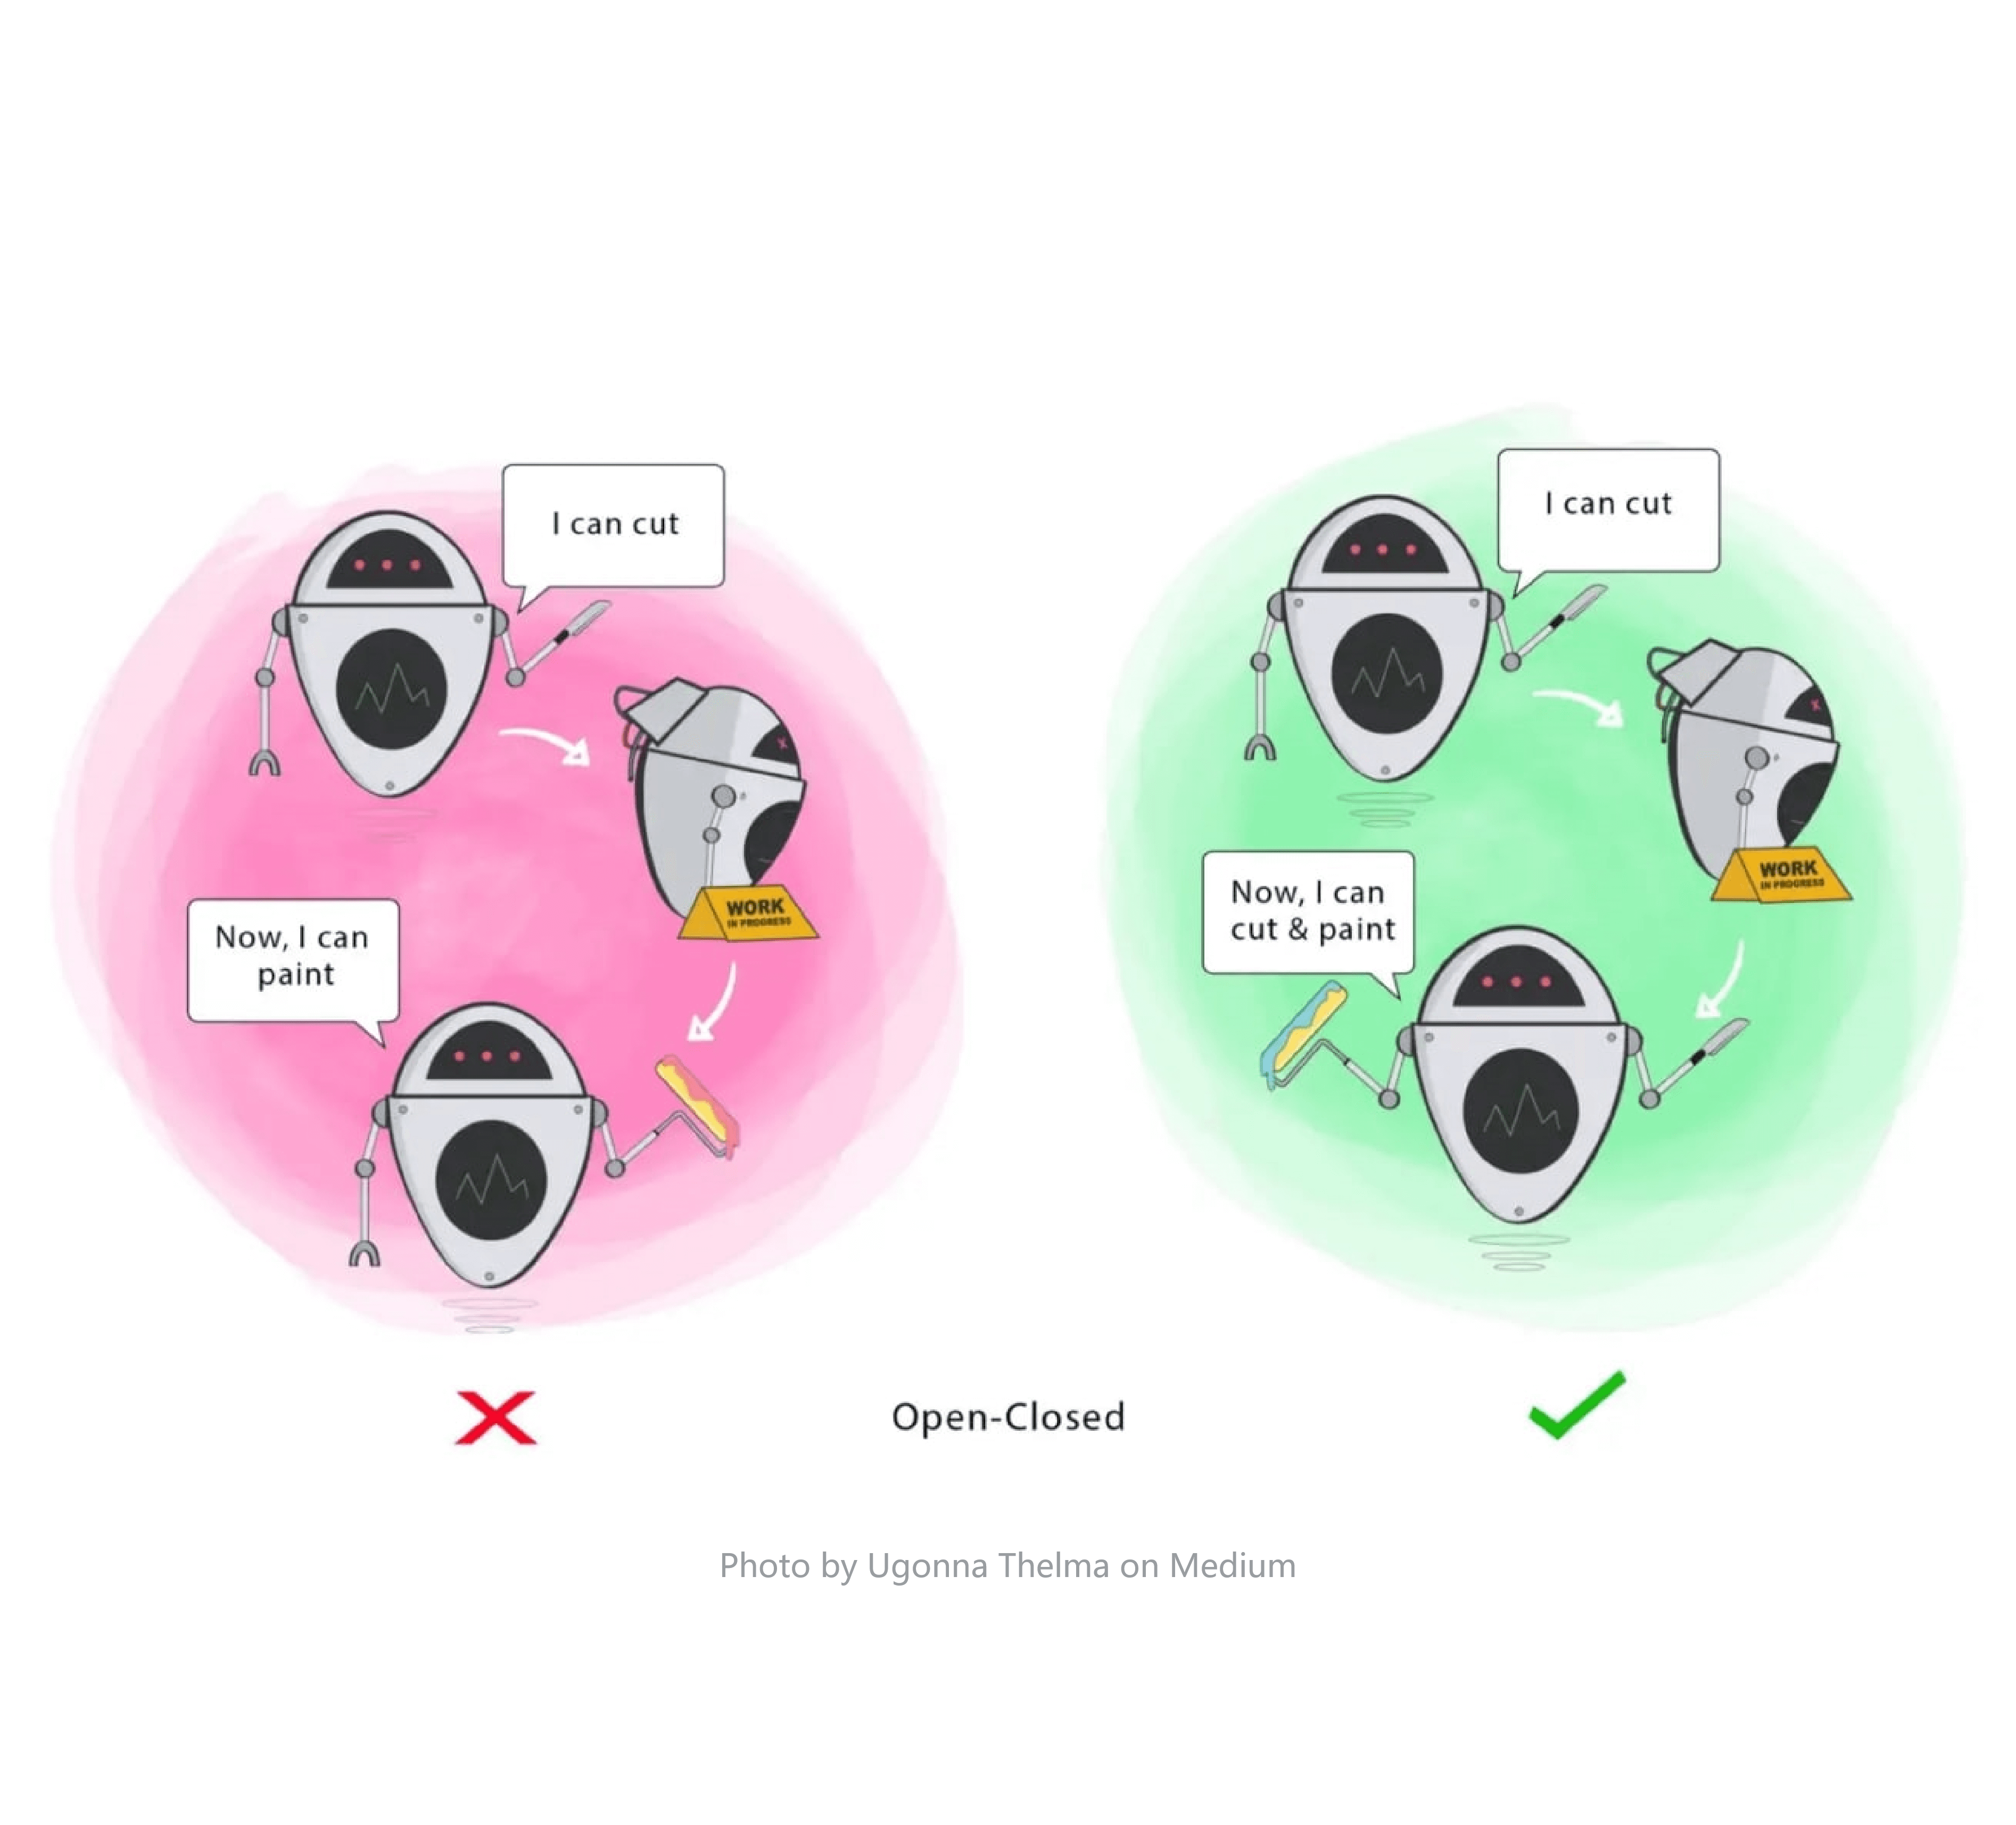 I can cut
Now, I can
paint
WORK
IN PROGRESS
I can cut
Now, I can
cut & paint
WORK
IN PROGRESS
Open-Closed
Photo by Ugonna Thelma on Medium